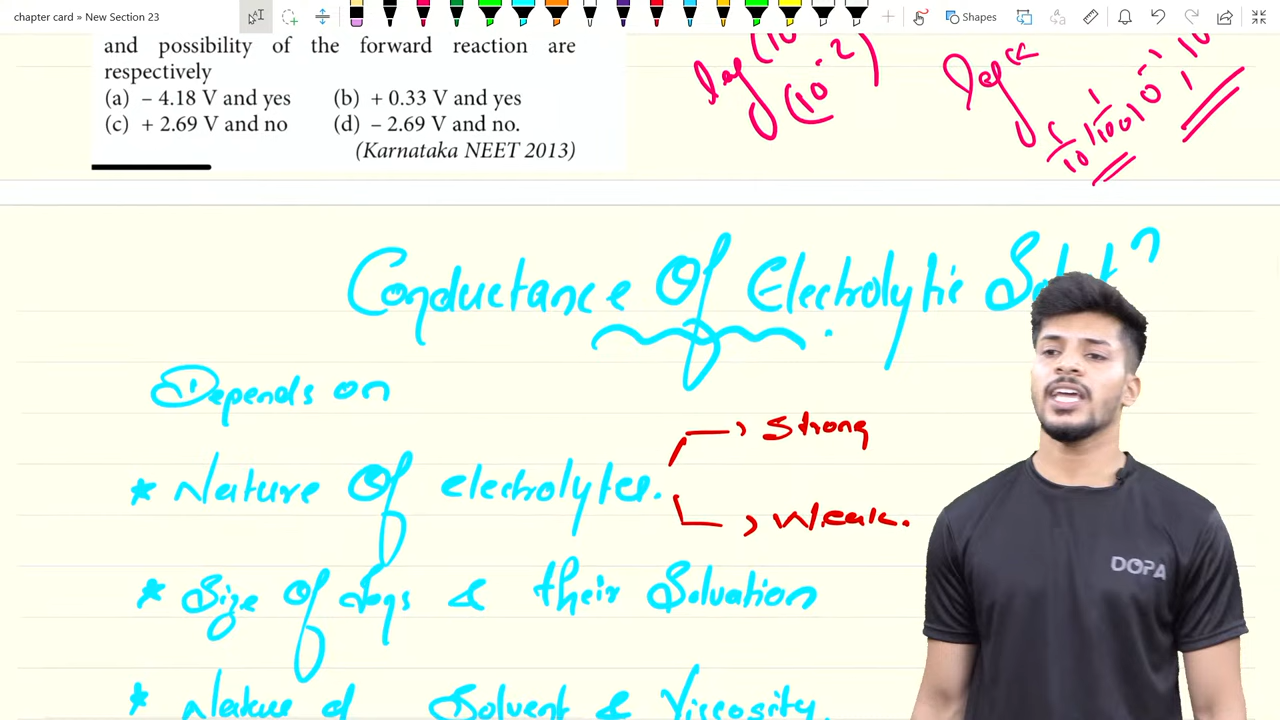 chapter card » New Section 23
Shapes
and possibility of the forward reaction are
respectively
(a) – 4.18 V and yes (b) + 0.33 V and yes
(c) + 2.69 V and no (d) – 2.69 V and no.
(Karnataka NEET 2013)
Conductance Of Electrolytic Solutn
Depends on
* Nature Of electrolytes.
→ Strong
→ Weak.
* Size Of Ions & their Solvation
* Nature of Solvent & Viscosity.
DOPA